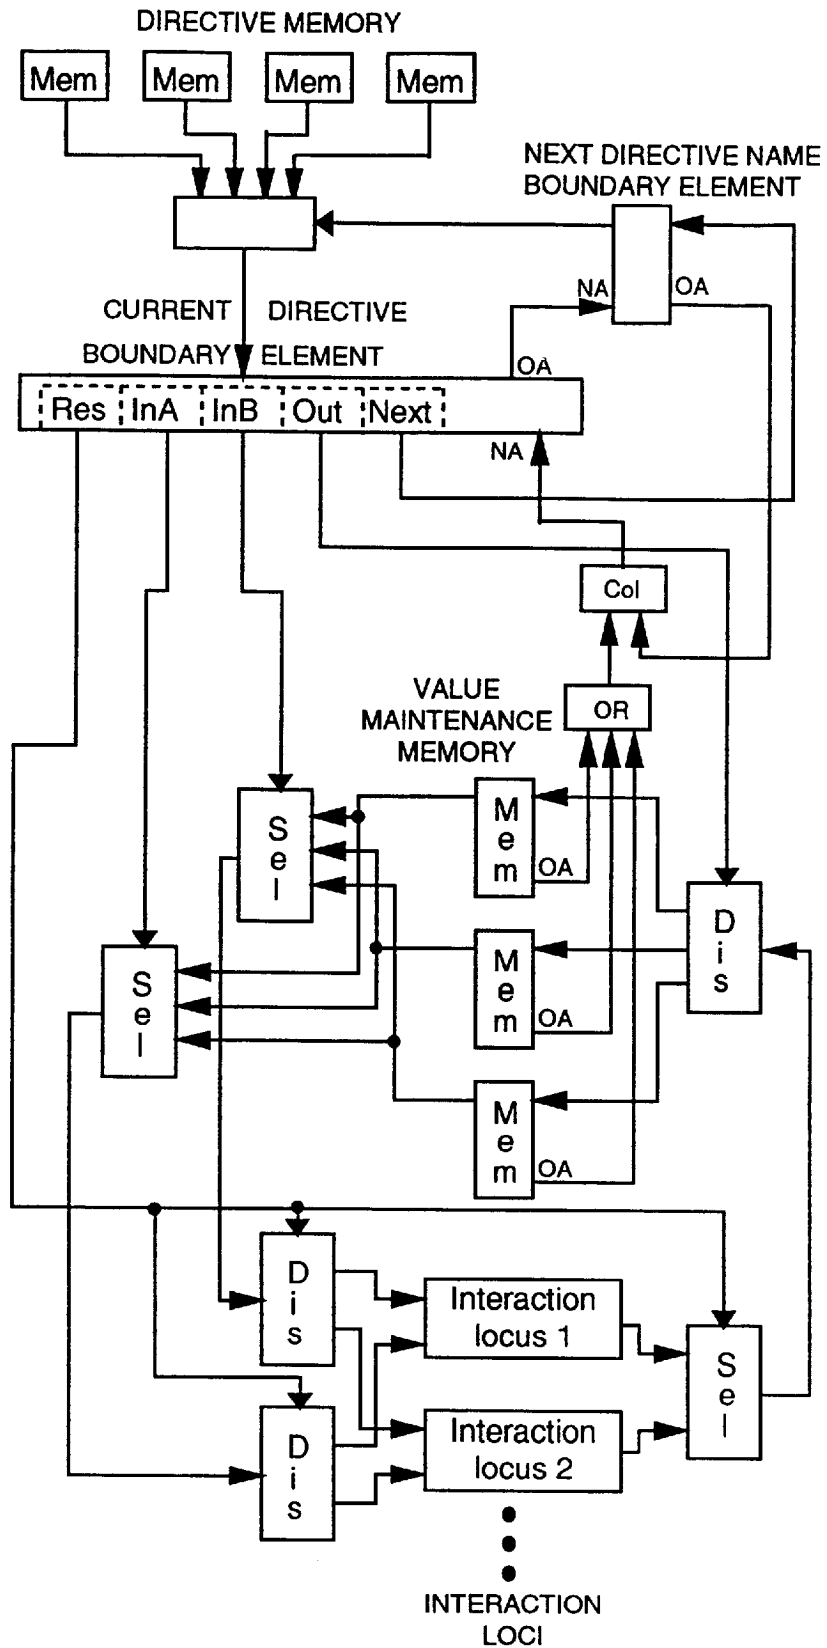 DIRECTIVE MEMORY
Mem Mem Mem Mem
NEXT DIRECTIVE NAME
BOUNDARY ELEMENT
NA
OA
CURRENT DIRECTIVE
BOUNDARY ELEMENT
OA
Res InA InB Out Next
NA
Col
OR
VALUE
MAINTENANCE
MEMORY
Sel
Mem
OA
Dis
Sel
Mem
OA
Mem
OA
Dis
Interaction
locus 1
Sel
Dis
Interaction
locus 2
INTERACTION
LOCI